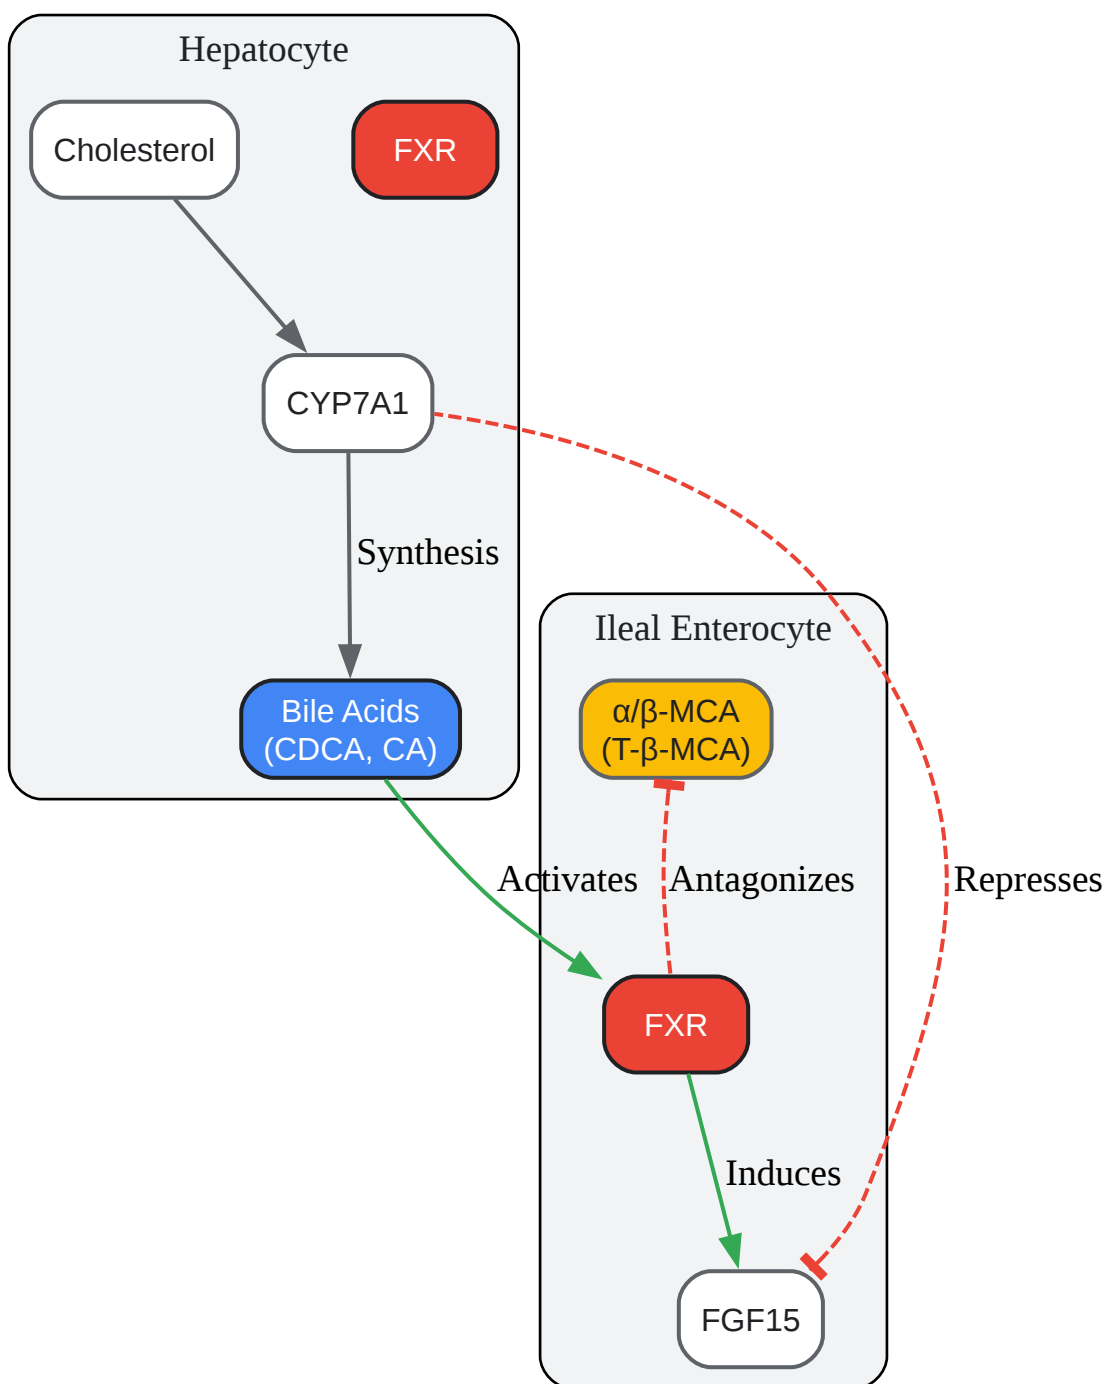 Hepatocyte
Cholesterol
FXR
CYP7A1
Synthesis
Ileal Enterocyte
Bile Acids
(CDCA, CA)
α/β-MCA
(T-β-MCA)
Activates
Antagonizes
Represses
FXR
Induces
FGF15